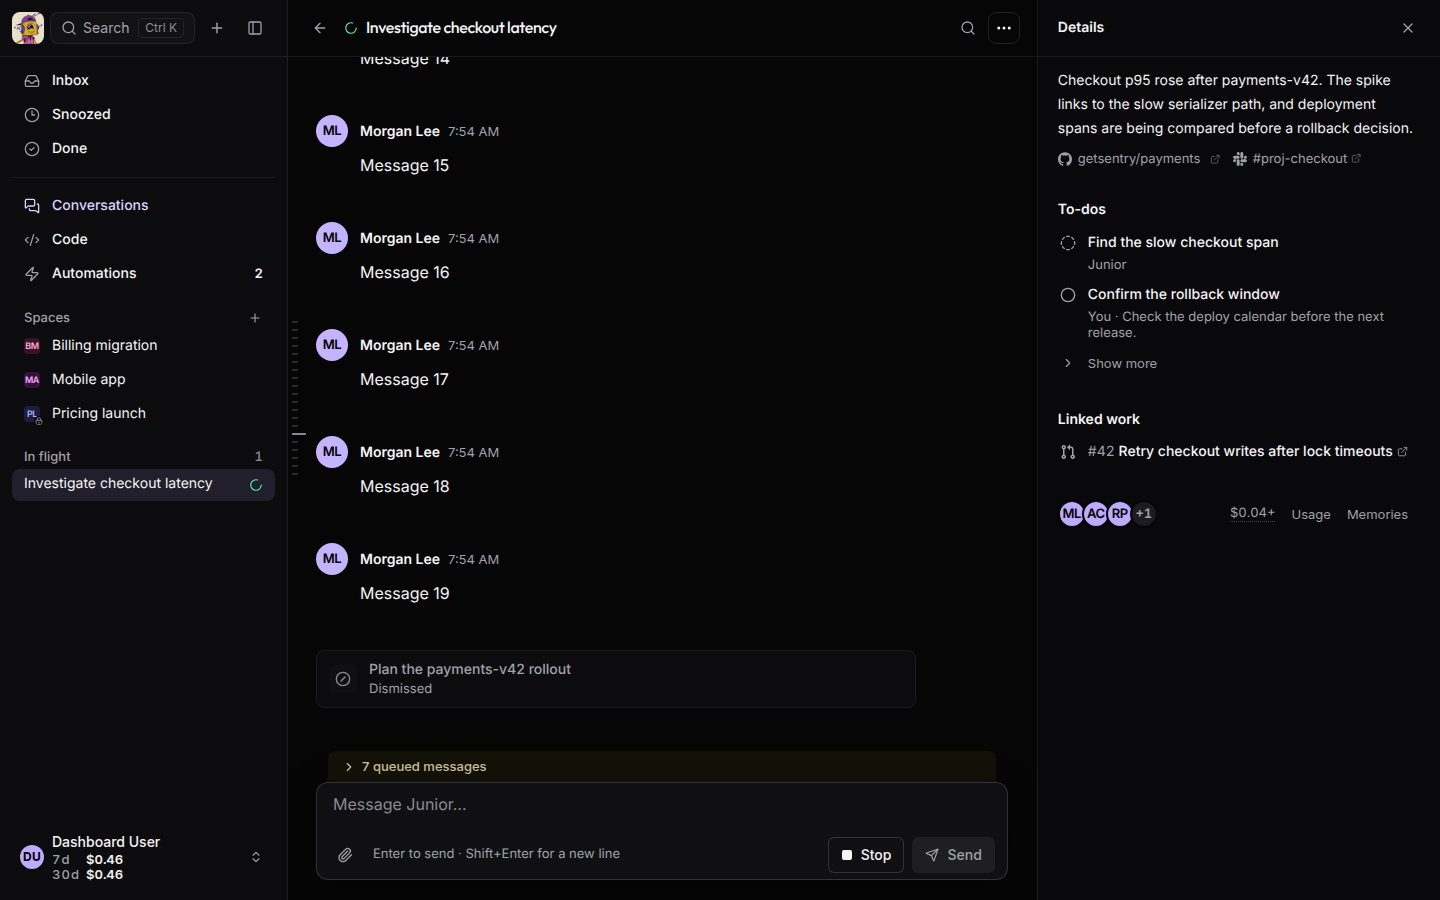 Search Ctrl K
Inbox
Snoozed
Done
Conversations
Code
Automations 2
Spaces
BM Billing migration
MA Mobile app
PL Pricing launch
In flight 1
Investigate checkout latency
DU Dashboard User
7d $0.46
30d $0.46
Investigate checkout latency
Message 14
ML Morgan Lee 7:54 AM
Message 15
ML Morgan Lee 7:54 AM
Message 16
ML Morgan Lee 7:54 AM
Message 17
ML Morgan Lee 7:54 AM
Message 18
ML Morgan Lee 7:54 AM
Message 19
Plan the payments-v42 rollout
Dismissed
7 queued messages
Message Junior...
Enter to send · Shift+Enter for a new line
Stop
Send
Details
Checkout p95 rose after payments-v42. The spike
links to the slow serializer path, and deployment
spans are being compared before a rollback decision.
getsentry/payments #proj-checkout
To-dos
Find the slow checkout span
Junior
Confirm the rollback window
You · Check the deploy calendar before the next
release.
Show more
Linked work
#42 Retry checkout writes after lock timeouts
ML AC RP +1 $0.04+ Usage Memories